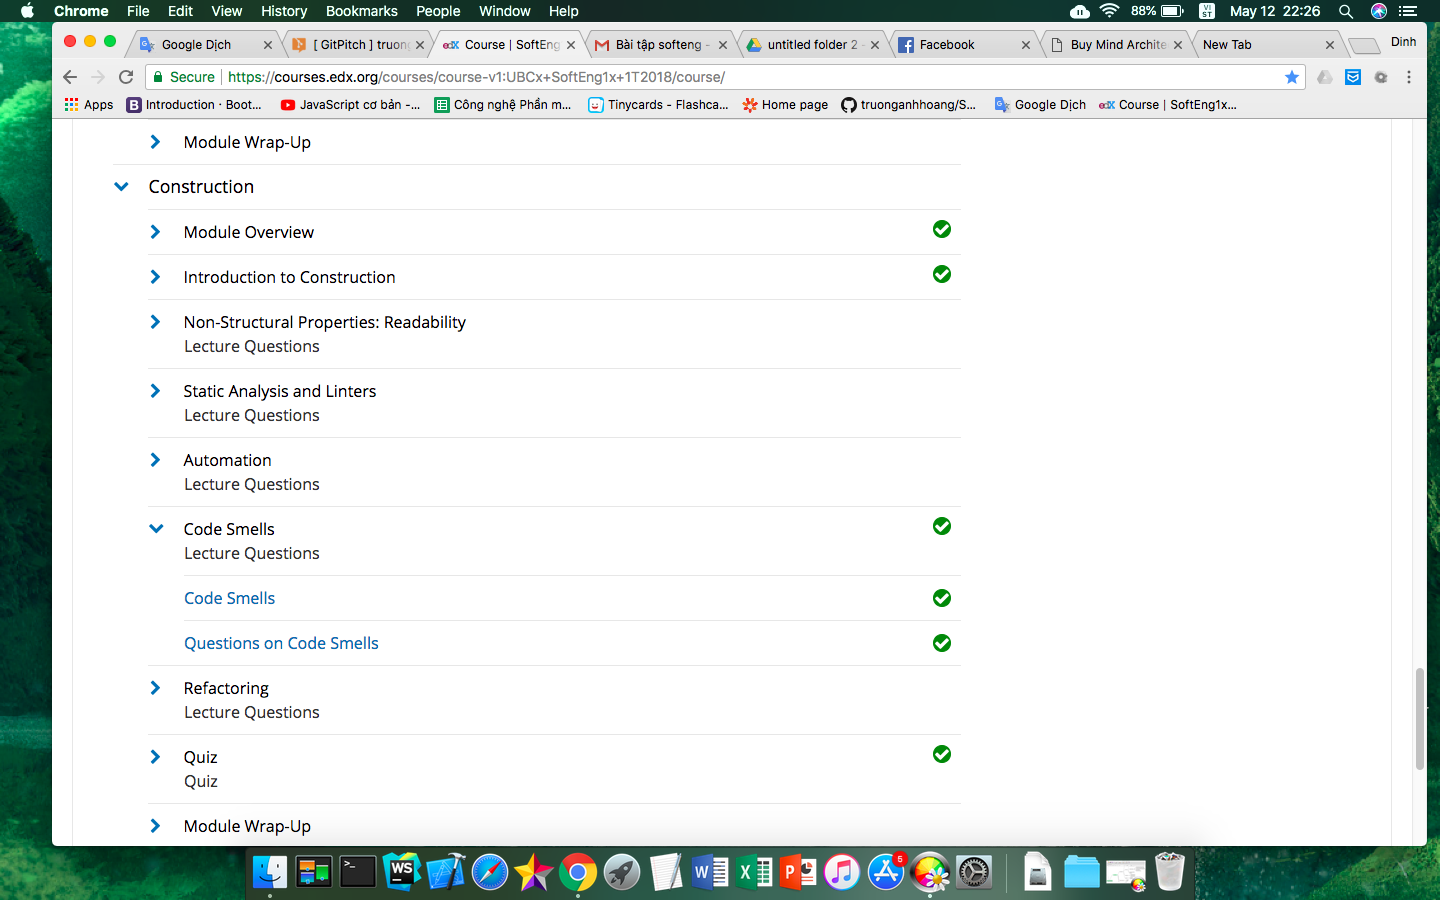 Chrome File Edit View History Bookmarks People Window Help 88% VI ST May 12 22:26
Google Dịch [ GitPitch ] truong Course | SoftEng Bài tập softeng - untitled folder 2 - Facebook Buy Mind Archite New Tab Dinh
Secure https://courses.edx.org/courses/course-v1:UBCx+SoftEng1x+1T2018/course/
Apps Introduction · Boot... JavaScript cơ bản -... Công nghệ Phần m... Tinycards - Flashca... Home page truonganhhoang/S... Google Dịch Course | SoftEng1x...
Module Wrap-Up
Construction
Module Overview
Introduction to Construction
Non-Structural Properties: Readability
Lecture Questions
Static Analysis and Linters
Lecture Questions
Automation
Lecture Questions
Code Smells
Lecture Questions
Code Smells
Questions on Code Smells
Refactoring
Lecture Questions
Quiz
Quiz
Module Wrap-Up
WS W X P 5